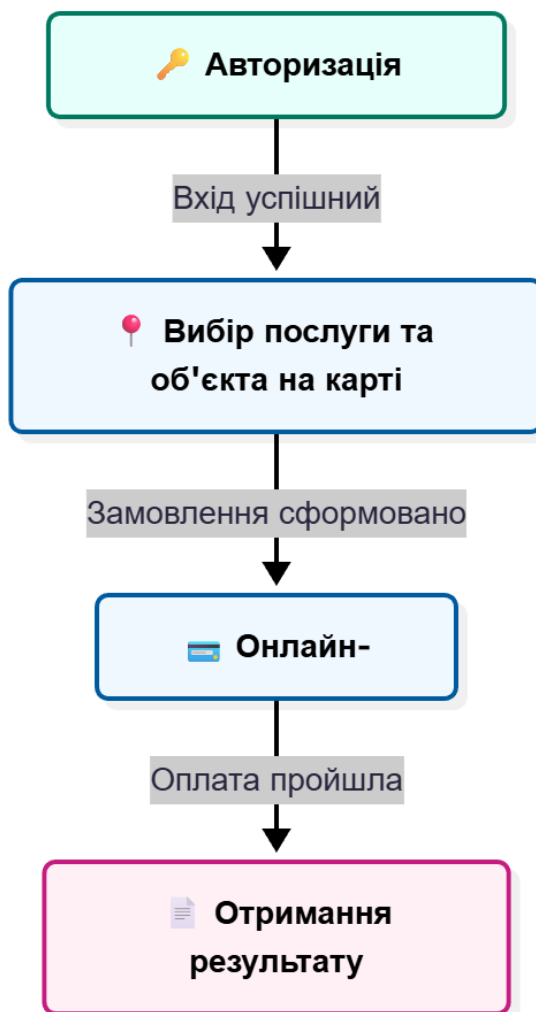 🔑 Авторизація
Вхід успішний
📍 Вибір послуги та
об'єкта на карті
Замовлення сформовано
💳 Онлайн-
Оплата пройшла
📄 Отримання
результату